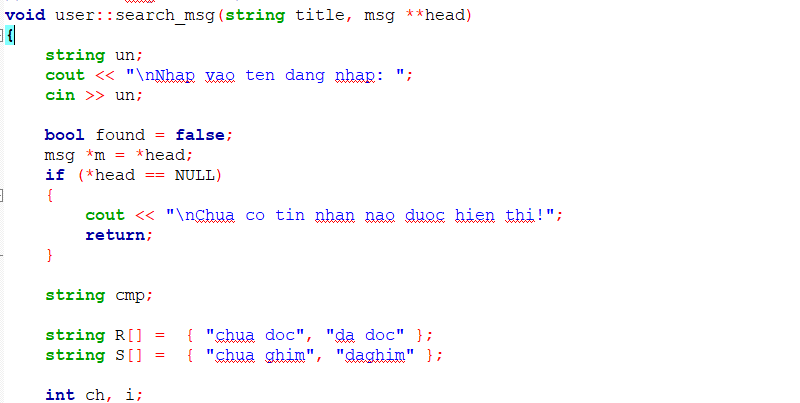 void user::search_msg(string title, msg **head)
{
string un;
cout << "\nNhap vao ten dang nhap: ";
cin >> un;
bool found = false;
msg *m = *head;
if (*head == NULL)
{
cout << "\nChua co tin nhan nao duoc hien thi!";
return;
}
string cmp;
string R[] =  { "chua doc", "da doc" };
string S[] =  { "chua ghim", "daghim" };
int ch, i;